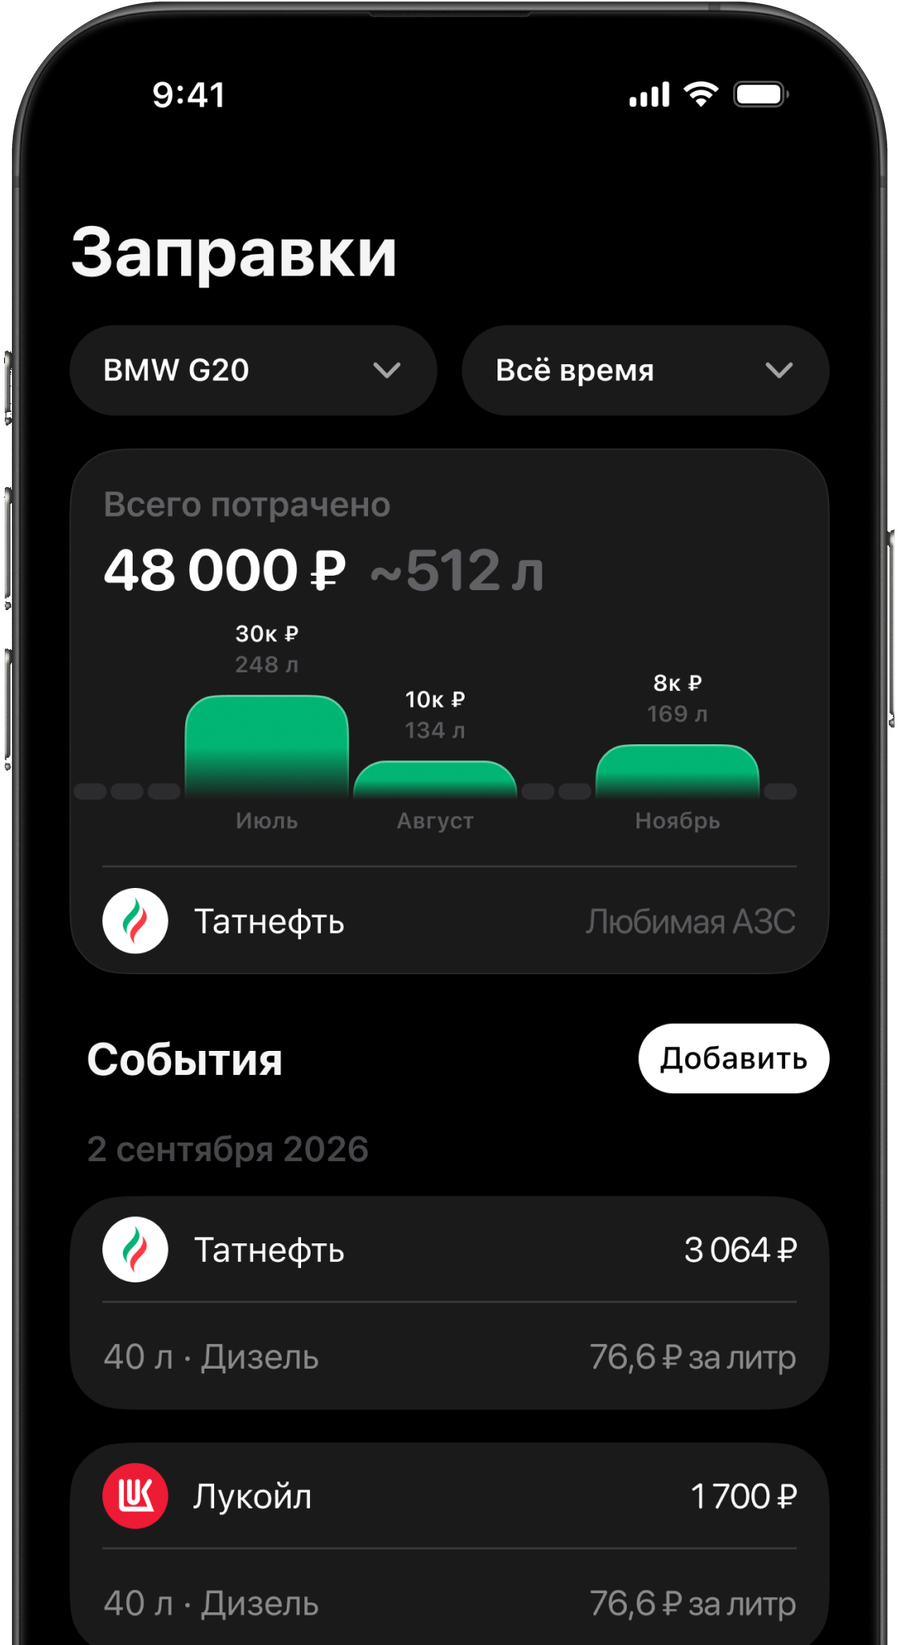 9:41
Заправки
BMW G20 Всё время
Всего потрачено
48 000 ₽ ~512 л
30к ₽
248 л
10к ₽
134 л
8к ₽
169 л
Июль Август Ноябрь
Татнефть Любимая АЗС
События Добавить
2 сентября 2026
Татнефть 3 064 ₽
40 л · Дизель 76,6 ₽ за литр
Лукойл 1 700 ₽
40 л · Дизель 76,6 ₽ за литр